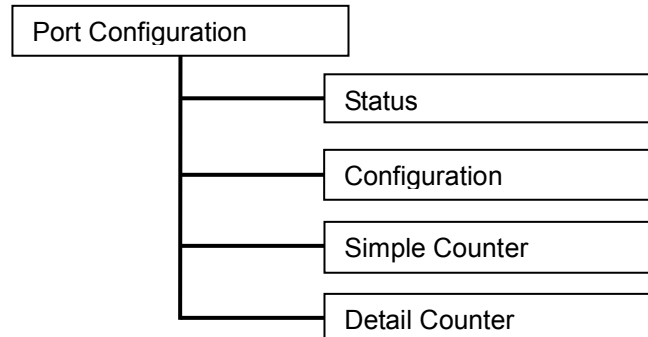 Port Configuration
Status
Configuration
Simple Counter
Detail Counter